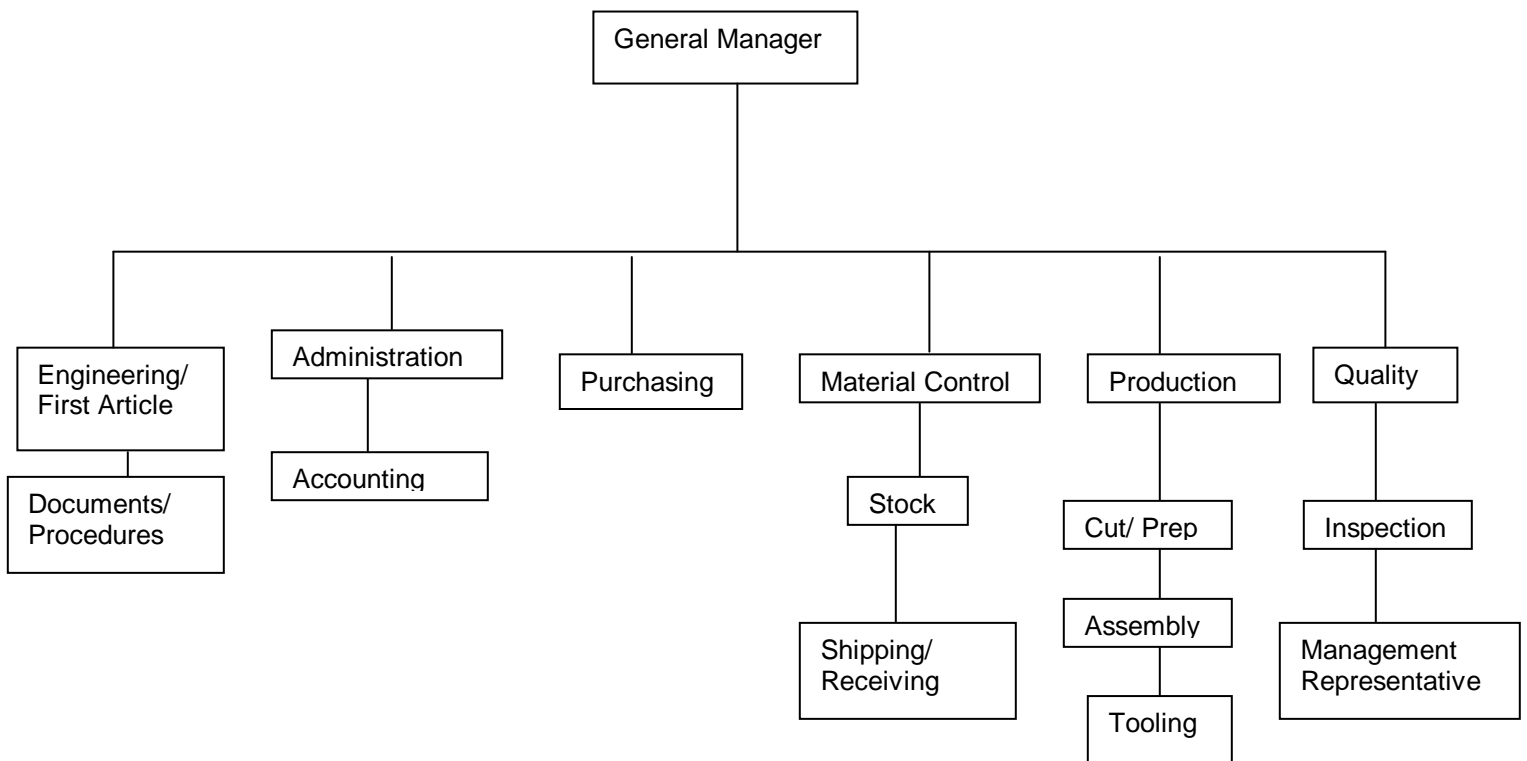 General Manager
Engineering/
First Article
Administration
Purchasing
Material Control
Production
Quality
Documents/
Procedures
Accounting
Stock
Cut/ Prep
Inspection
Shipping/
Receiving
Assembly
Management
Representative
Tooling